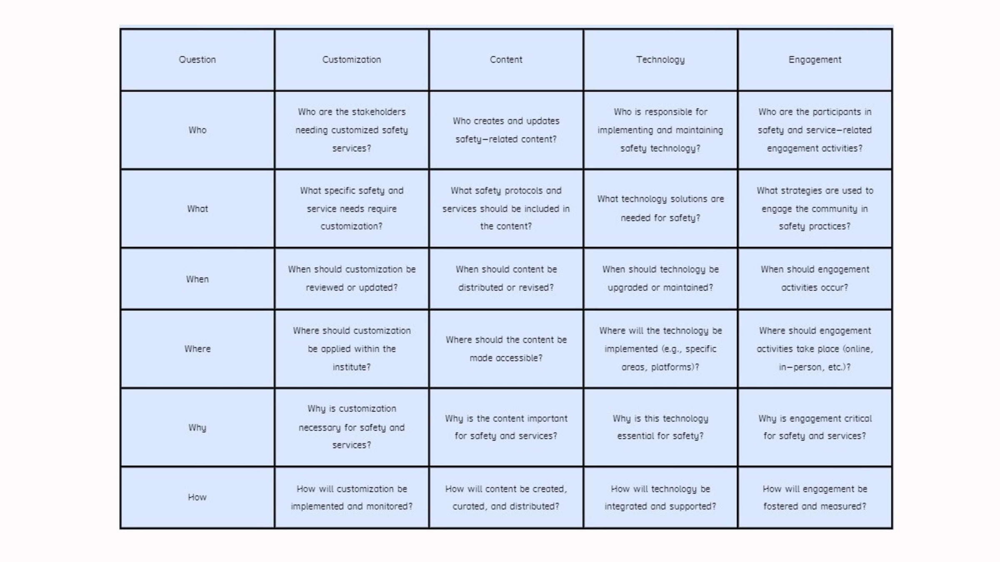 Question
Customization
Content
Technology
Engagement
Who
Who are the stakeholders
needing customized safety
services?
Who creates and updates
safety–related content?
Who is responsible for
implementing and maintaining
safety technology?
Who are the participants in
safety and service–related
engagement activities?
What
What specific safety and
service needs require
customization?
What safety protocols and
services should be included in
the content?
What technology solutions are
needed for safety?
What strategies are used to
engage the community in
safety practices?
When
When should customization be
reviewed or updated?
When should content be
distributed or revised?
When should technology be
upgraded or maintained?
When should engagement
activities occur?
Where
Where should customization
be applied within the
institute?
Where should the content be
made accessible?
Where will the technology be
implemented (e.g., specific
areas, platforms)?
Where should engagement
activities take place (online,
in–person, etc.)?
Why
Why is customization
necessary for safety and
services?
Why is the content important
for safety and services?
Why is this technology
essential for safety?
Why is engagement critical
for safety and services?
How
How will customization be
implemented and monitored?
How will content be created,
curated, and distributed?
How will technology be
integrated and supported?
How will engagement be
fostered and measured?